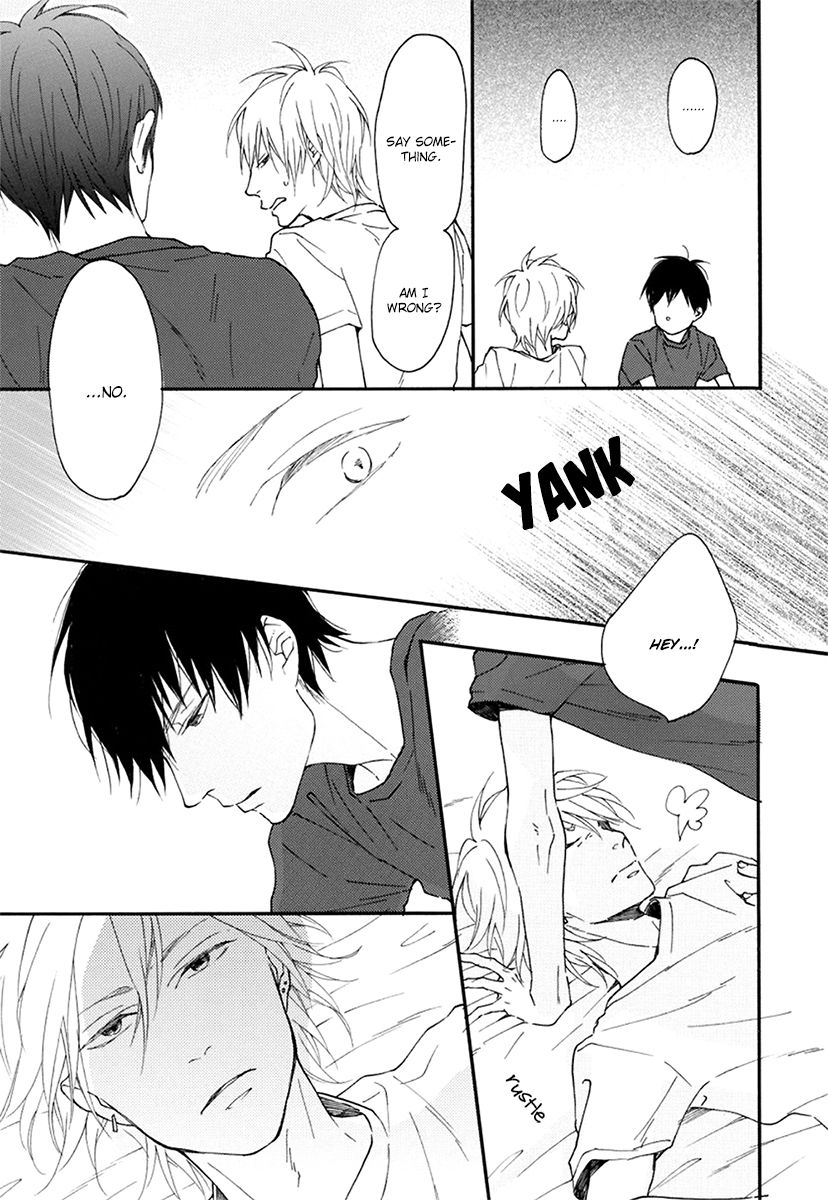 ......
....
SAY SOME-
THING.
AM I
WRONG?
...NO.
YANK
HEY...!
rustle